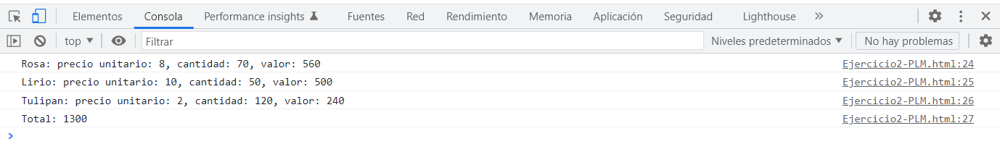 Elementos Consola Performance insights Fuentes Red Rendimiento Memoria Aplicación Seguridad Lighthouse »
top Filtrar Niveles predeterminados No hay problemas
Rosa: precio unitario: 8, cantidad: 70, valor: 560 Ejercicio2-PLM.html:24
Lirio: precio unitario: 10, cantidad: 50, valor: 500 Ejercicio2-PLM.html:25
Tulipan: precio unitario: 2, cantidad: 120, valor: 240 Ejercicio2-PLM.html:26
Total: 1300 Ejercicio2-PLM.html:27
>